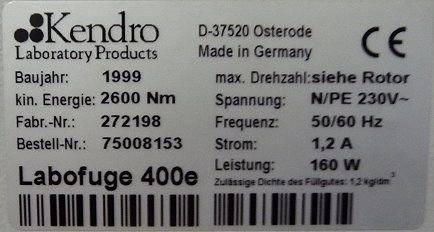 Kendro
Laboratory Products
D-37520 Osterode
Made in Germany
CE
Baujahr: 1999
max. Drehzahl: siehe Rotor
kin. Energie: 2600 Nm
Spannung: N/PE 230V~
Fabr.-Nr.: 272198
Frequenz: 50/60 Hz
Bestell-Nr.: 75008153
Strom: 1,2 A
Labofuge 400e
Leistung: 160 W
Zulässige Dichte des Füllgutes: 1,2 kg/dm³